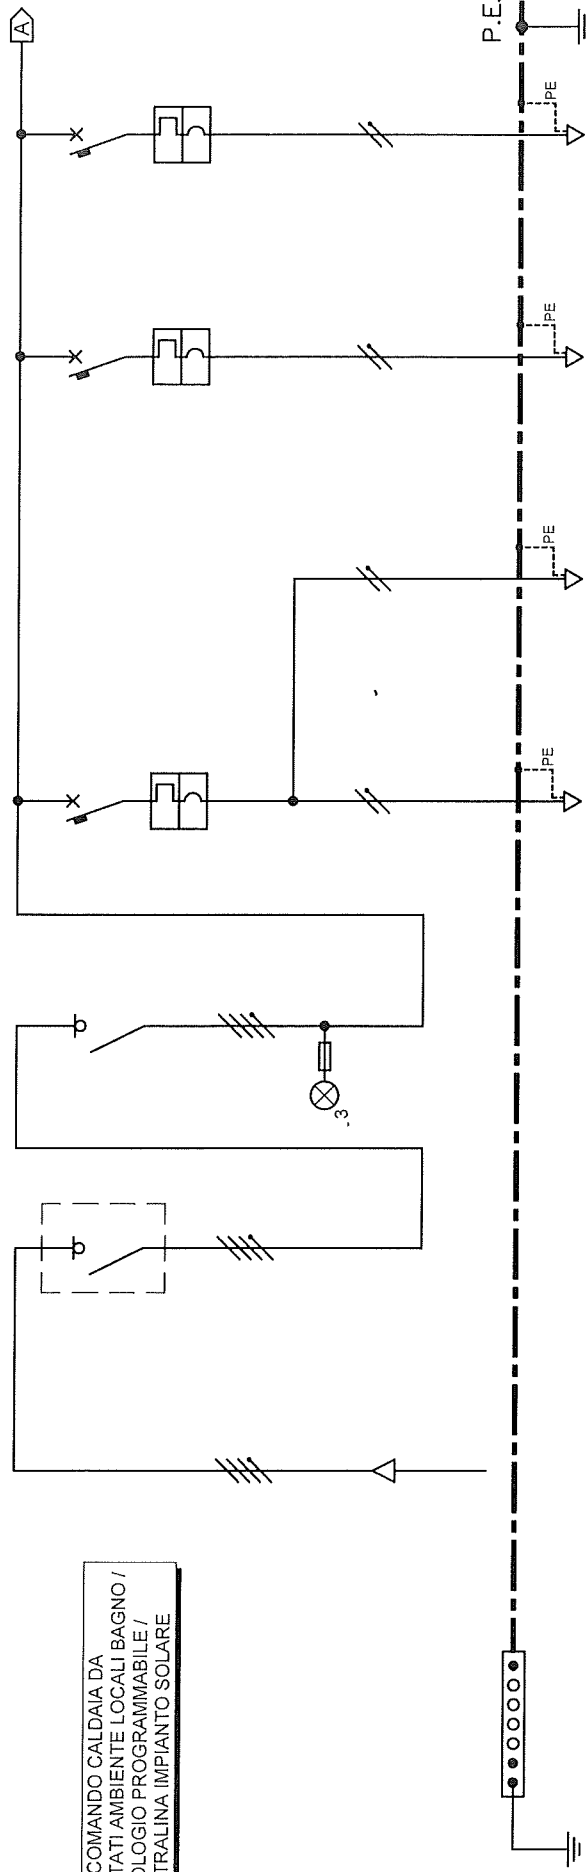 A
P.E.
PE
PE
PE
PE
3
COMANDO CALDAIA DA
TATI AMBIENTE LOCALI BAGNO /
OLOGIO PROGRAMMABILE /
TRALINA IMPIANTO SOLARE